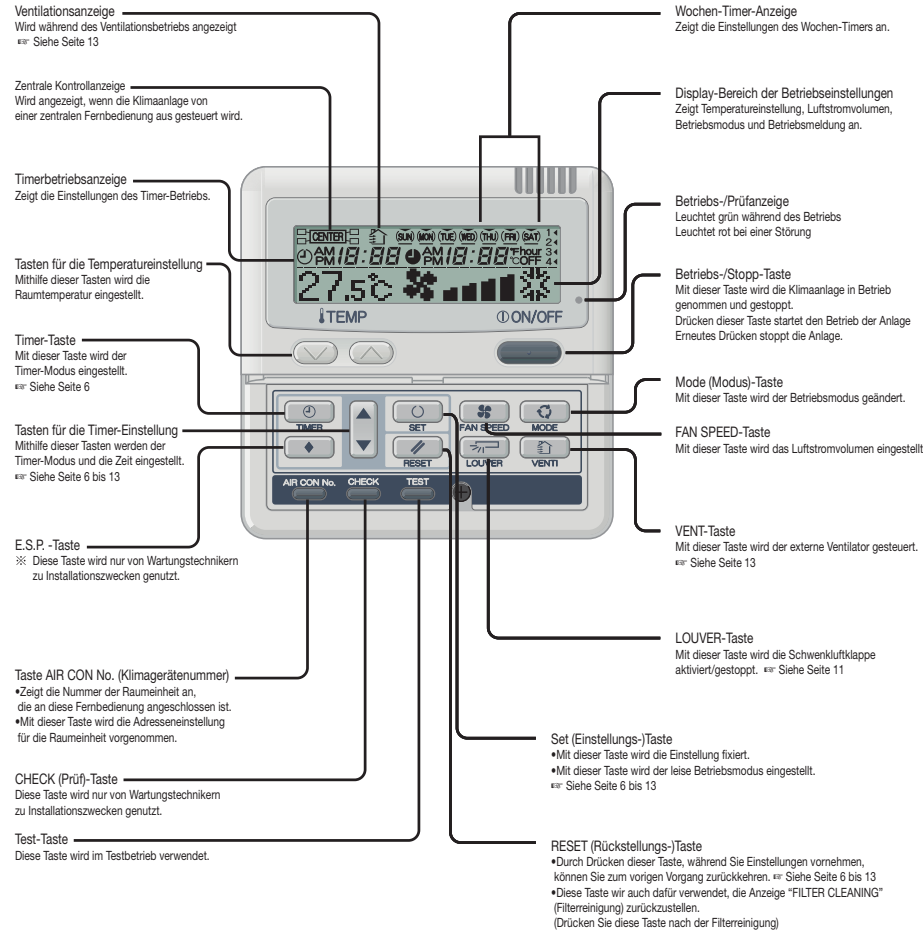 Ventilationsanzeige
Wird während des Ventilationsbetriebs angezeigt
☞ Siehe Seite 13
Zentrale Kontrollanzeige
Wird angezeigt, wenn die Klimaanlage von
einer zentralen Fernbedienung aus gesteuert wird.
Timerbetriebsanzeige
Zeigt die Einstellungen des Timer-Betriebs.
Tasten für die Temperatureinstellung
Mithilfe dieser Tasten wird die
Raumtemperatur eingestellt.
Timer-Taste
Mit dieser Taste wird der
Timer-Modus eingestellt.
☞ Siehe Seite 6
Tasten für die Timer-Einstellung
Mithilfe dieser Tasten werden der
Timer-Modus und die Zeit eingestellt.
☞ Siehe Seite 6 bis 13
E.S.P. -Taste
※ Diese Taste wird nur von Wartungstechnikern
zu Installationszwecken genutzt.
Taste AIR CON No. (Klimagerätenummer)
•Zeigt die Nummer der Raumeinheit an,
die an diese Fernbedienung angeschlossen ist.
•Mit dieser Taste wird die Adresseneinstellung
für die Raumeinheit vorgenommen.
CHECK (Prüf)-Taste
Diese Taste wird nur von Wartungstechnikern
zu Installationszwecken genutzt.
Test-Taste
Diese Taste wird im Testbetrieb verwendet.
CENTER (SUN) (MON) (TUE) (WED) (THU) (FRI) (SAT) 1
2
AM 18:88 AM 18:88 °F hour 3
PM PM °C OFF 4
27.5°C
TEMP ON/OFF
TIMER SET FAN SPEED MODE
RESET LOUVER VENTI
AIR CON No. CHECK TEST
Wochen-Timer-Anzeige
Zeigt die Einstellungen des Wochen-Timers an.
Display-Bereich der Betriebseinstellungen
Zeigt Temperatureinstellung, Luftstromvolumen,
Betriebsmodus und Betriebsmeldung an.
Betriebs-/Prüfanzeige
Leuchtet grün während des Betriebs
Leuchtet rot bei einer Störung
Betriebs-/Stopp-Taste
Mit dieser Taste wird die Klimaanlage in Betrieb
genommen und gestoppt.
Drücken dieser Taste startet den Betrieb der Anlage
Erneutes Drücken stoppt die Anlage.
Mode (Modus)-Taste
Mit dieser Taste wird der Betriebsmodus geändert.
FAN SPEED-Taste
Mit dieser Taste wird das Luftstromvolumen eingestellt
VENT-Taste
Mit dieser Taste wird der externe Ventilator gesteuert.
☞ Siehe Seite 13
LOUVER-Taste
Mit dieser Taste wird die Schwenkluftklappe
aktiviert/gestoppt. ☞ Siehe Seite 11
Set (Einstellungs-)Taste
•Mit dieser Taste wird die Einstellung fixiert.
•Mit dieser Taste wird der leise Betriebsmodus eingestellt.
☞ Siehe Seite 6 bis 13
RESET (Rückstellungs-)Taste
•Durch Drücken dieser Taste, während Sie Einstellungen vornehmen,
können Sie zum vorigen Vorgang zurückkehren. ☞ Siehe Seite 6 bis 13
•Diese Taste wir auch dafür verwendet, die Anzeige “FILTER CLEANING”
(Filterreinigung) zurückzustellen.
(Drücken Sie diese Taste nach der Filterreinigung)